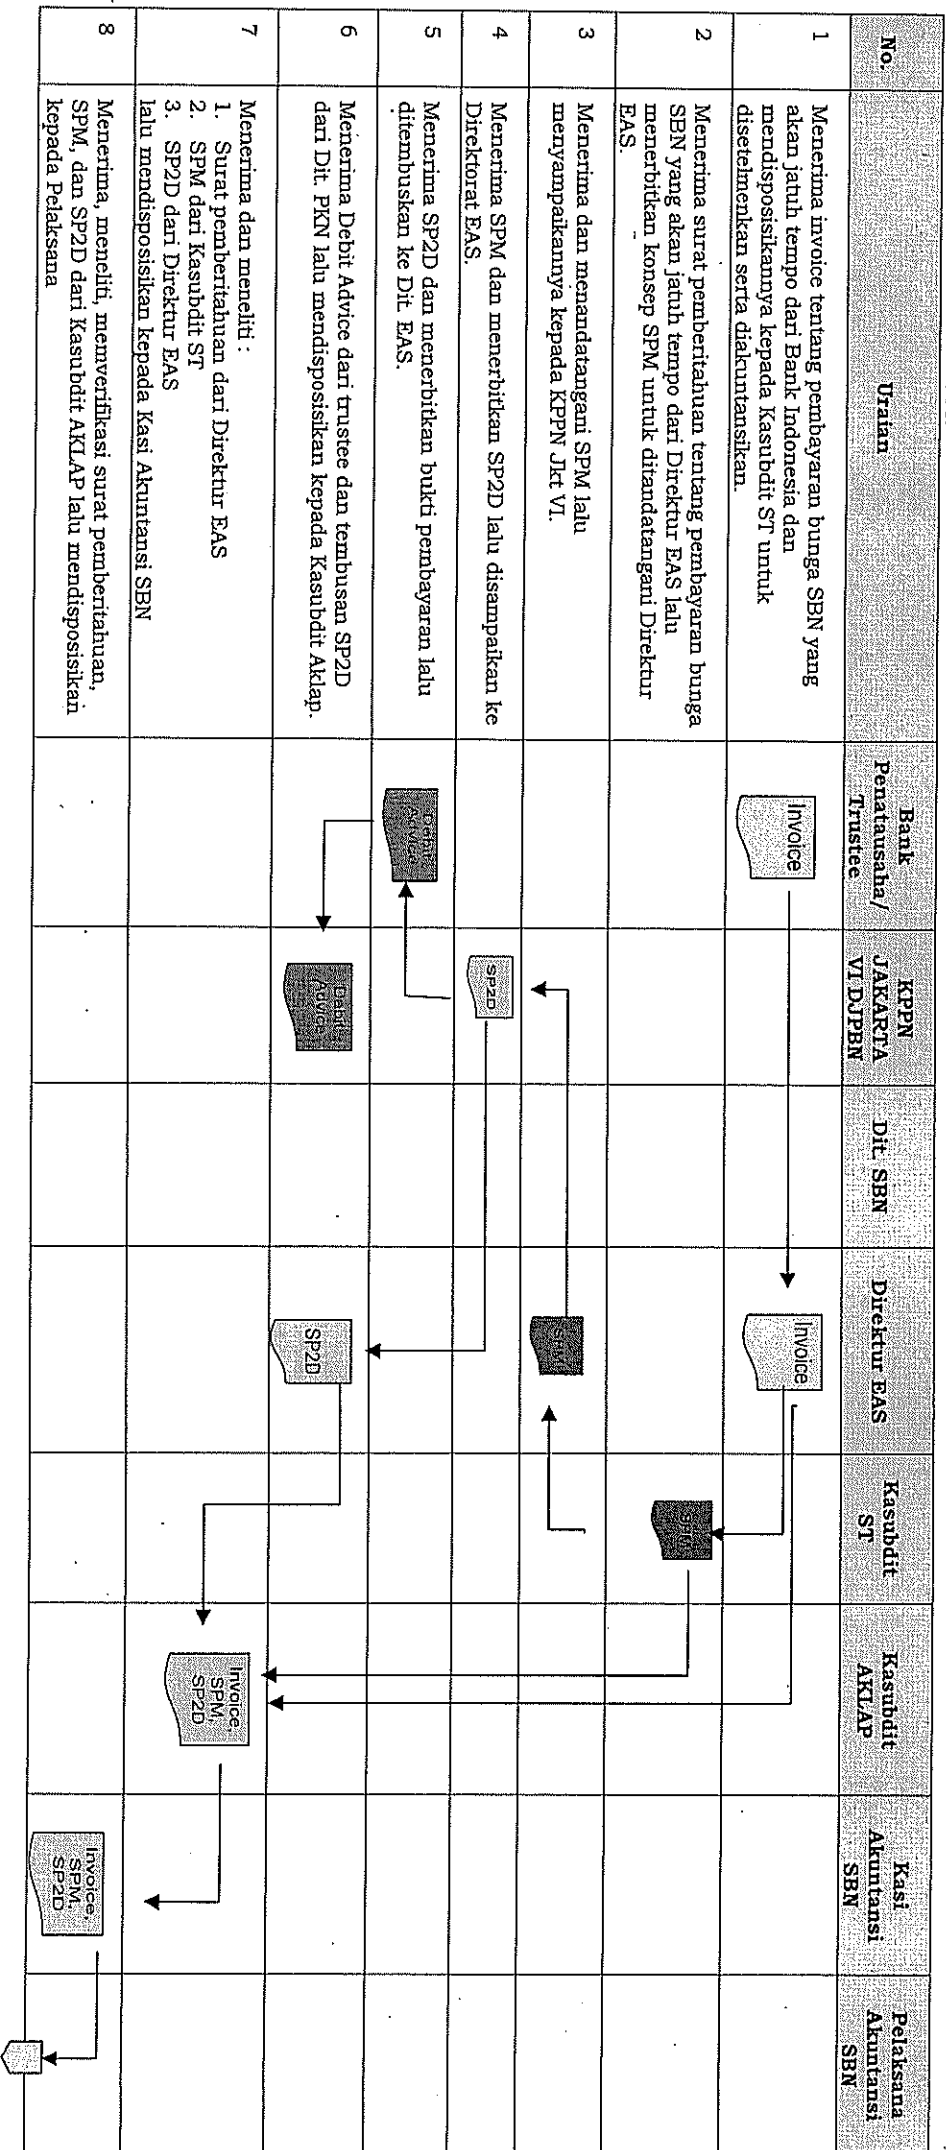 No.
Uraian
Bank
Penatausaha/
Trustee
KPPN
JAKARTA
VI DJPBN
Dit. SBN
Direktur EAS
Kasubdit
ST
Kasubdit
AKLAP
Kasi
Akuntansi
SBN
Pelaksana
Akuntansi
SBN
1
Menerima invoice tentang pembayaran bunga SBN yang
akan jatuh tempo dari Bank Indonesia dan
mendisposisikannya kepada Kasubdit ST untuk
disetelmenkan serta diakuntansikan.
Invoice
Invoice
2
Menerima surat pemberitahuan tentang pembayaran bunga
SBN yang akan jatuh tempo dari Direktur EAS lalu
menerbitkan konsep SPM untuk ditandatangani Direktur
EAS.
SPM
3
Menerima dan menandatangani SPM lalu
menyampaikannya kepada KPPN Jkt VI.
SPM
4
Menerima SPM dan menerbitkan SP2D lalu disampaikan ke
Direktorat EAS.
SP2D
5
Menerima SP2D dan menerbitkan bukti pembayaran lalu
ditembuskan ke Dit. EAS.
Debit
Advice
6
Menerima Debit Advice dari trustee dan tembusan SP2D
dari Dit. PKN lalu mendisposisikan kepada Kasubdit Aklap.
Debit
Advice
SP2D
7
Menerima dan meneliti :
1. Surat pemberitahuan dari Direktur EAS
2. SPM dari Kasubdit ST
3. SP2D dari Direktur EAS
lalu mendisposisikan kepada Kasi Akuntansi SBN
Invoice,
SPM,
SP2D
8
Menerima, meneliti, memverifikasi surat pemberitahuan,
SPM, dan SP2D dari Kasubdit AKLAP lalu mendisposisikan
kepada Pelaksana
Invoice,
SPM,
SP2D